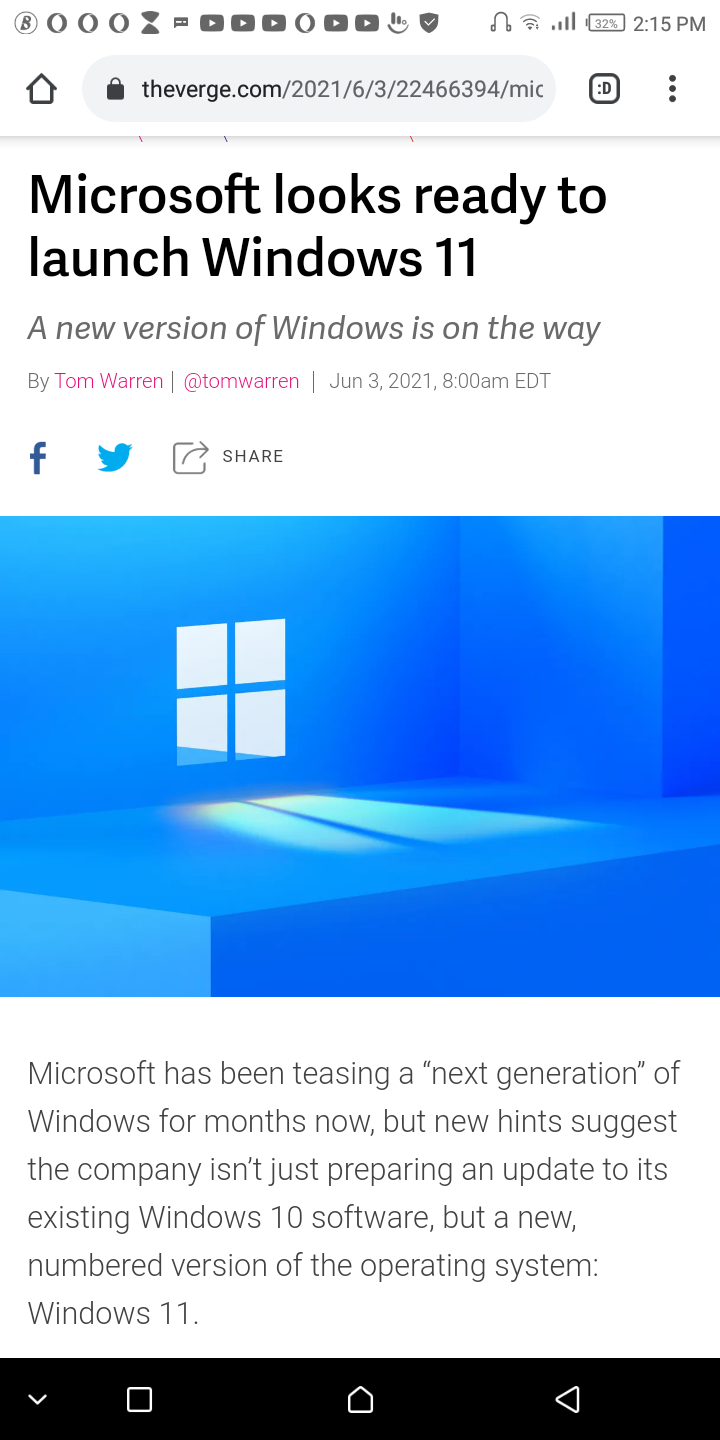 32% 2:15 PM
theverge.com/2021/6/3/22466394/mic
:D
Microsoft looks ready to
launch Windows 11
A new version of Windows is on the way
By Tom Warren | @tomwarren | Jun 3, 2021, 8:00am EDT
SHARE
Microsoft has been teasing a “next generation” of
Windows for months now, but new hints suggest
the company isn’t just preparing an update to its
existing Windows 10 software, but a new,
numbered version of the operating system:
Windows 11.